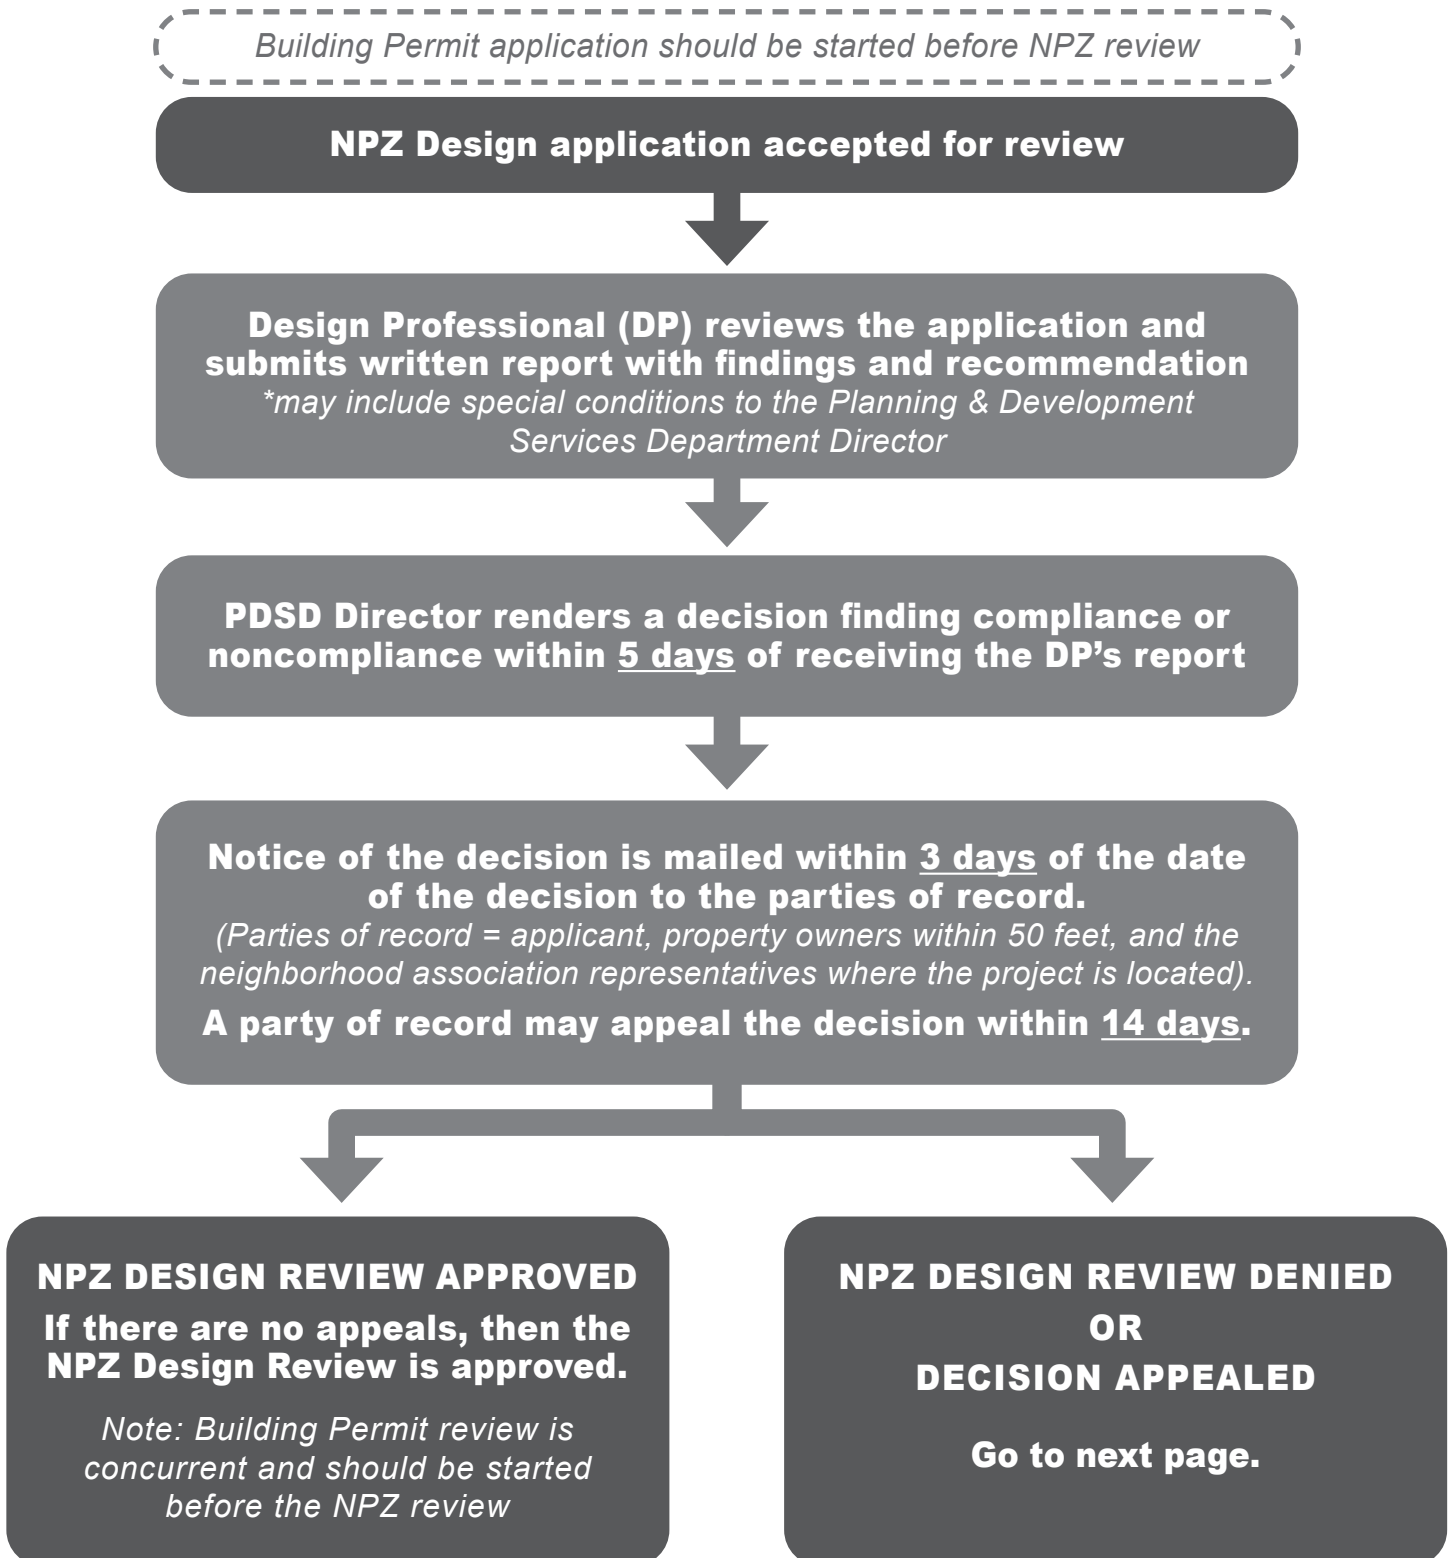 Building Permit application should be started before NPZ review
NPZ Design application accepted for review
Design Professional (DP) reviews the application and
submits written report with findings and recommendation
*may include special conditions to the Planning & Development
Services Department Director
PDSD Director renders a decision finding compliance or
noncompliance within 5 days of receiving the DP’s report
Notice of the decision is mailed within 3 days of the date
of the decision to the parties of record.
(Parties of record = applicant, property owners within 50 feet, and the
neighborhood association representatives where the project is located).
A party of record may appeal the decision within 14 days.
NPZ DESIGN REVIEW APPROVED
If there are no appeals, then the
NPZ Design Review is approved.
Note: Building Permit review is
concurrent and should be started
before the NPZ review
NPZ DESIGN REVIEW DENIED
OR
DECISION APPEALED
Go to next page.